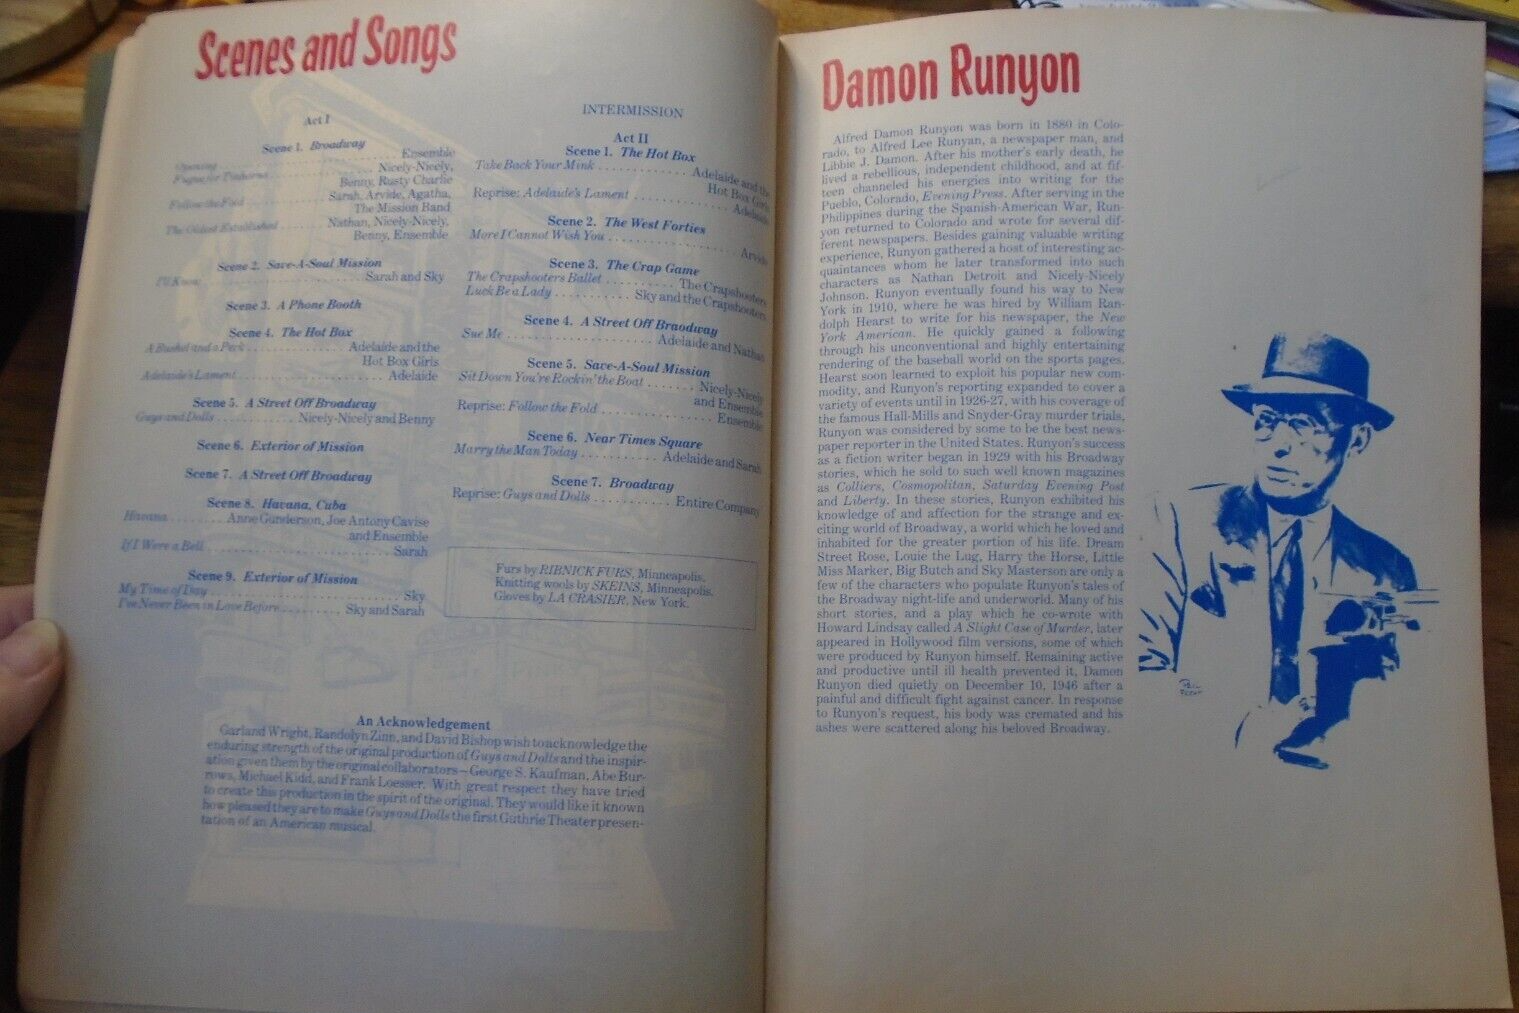 Scenes and Songs
Act I
Scene 1. Broadway
Opening ..... Ensemble
Fugue for Tinhorns ..... Nicely-Nicely,
Benny, Rusty Charlie
Follow the Fold ..... Sarah, Arvide, Agatha,
The Mission Band
The Oldest Established ..... Nathan, Nicely-Nicely,
Benny, Ensemble
Scene 2. Save-A-Soul Mission
I'll Know ..... Sarah and Sky
Scene 3. A Phone Booth
Scene 4. The Hot Box
A Bushel and a Peck ..... Adelaide and the
Hot Box Girls
Adelaide's Lament ..... Adelaide
Scene 5. A Street Off Broadway
Guys and Dolls ..... Nicely-Nicely and Benny
Scene 6. Exterior of Mission
Scene 7. A Street Off Broadway
Scene 8. Havana, Cuba
Havana ..... Anne Gunderson, Joe Antony Cavise
and Ensemble
If I Were a Bell ..... Sarah
Scene 9. Exterior of Mission
My Time of Day ..... Sky
I've Never Been in Love Before ..... Sky and Sarah
INTERMISSION
Act II
Scene 1. The Hot Box
Take Back Your Mink ..... Adelaide and the
Hot Box Girls
Reprise: Adelaide's Lament ..... Adelaide
Scene 2. The West Forties
More I Cannot Wish You ..... Arvide
Scene 3. The Crap Game
The Crapshooters Ballet ..... The Crapshooters
Luck Be a Lady ..... Sky and the Crapshooters
Scene 4. A Street Off Braodway
Sue Me ..... Adelaide and Nathan
Scene 5. Save-A-Soul Mission
Sit Down You're Rockin' the Boat ..... Nicely-Nicely
and Ensemble
Reprise: Follow the Fold ..... Ensemble
Scene 6. Near Times Square
Marry the Man Today ..... Adelaide and Sarah
Scene 7. Broadway
Reprise: Guys and Dolls ..... Entire Company
Furs by RIBNICK FURS, Minneapolis.
Knitting wools by SKEINS, Minneapolis.
Gloves by LA CRASIER, New York.
An Acknowledgement
Garland Wright, Randolyn Zinn, and David Bishop wish to acknowledge the
enduring strength of the original production of Guys and Dolls and the inspir-
ation given them by the original collaborators—George S. Kaufman, Abe Bur-
rows, Michael Kidd, and Frank Loesser. With great respect they have tried
to create this production in the spirit of the original. They would like it known
how pleased they are to make Guys and Dolls the first Guthrie Theater presen-
tation of an American musical.
Damon Runyon
Alfred Damon Runyon was born in 1880 in Colo-
rado, to Alfred Lee Runyan, a newspaper man, and
Libbie J. Damon. After his mother's early death, he
lived a rebellious, independent childhood, and at fif-
teen channeled his energies into writing for the
Pueblo, Colorado, Evening Press. After serving in the
Philippines during the Spanish-American War, Run-
yon returned to Colorado and wrote for several dif-
ferent newspapers. Besides gaining valuable writing
experience, Runyon gathered a host of interesting ac-
quaintances whom he later transformed into such
characters as Nathan Detroit and Nicely-Nicely
Johnson. Runyon eventually found his way to New
York in 1910, where he was hired by William Ran-
dolph Hearst to write for his newspaper, the New
York American. He quickly gained a following
through his unconventional and highly entertaining
rendering of the baseball world on the sports pages.
Hearst soon learned to exploit his popular new com-
modity, and Runyon's reporting expanded to cover a
variety of events until in 1926-27, with his coverage of
the famous Hall-Mills and Snyder-Gray murder trials,
Runyon was considered by some to be the best news-
paper reporter in the United States. Runyon's success
as a fiction writer began in 1929 with his Broadway
stories, which he sold to such well known magazines
as Colliers, Cosmopolitan, Saturday Evening Post
and Liberty. In these stories, Runyon exhibited his
knowledge of and affection for the strange and ex-
citing world of Broadway, a world which he loved and
inhabited for the greater portion of his life. Dream
Street Rose, Louie the Lug, Harry the Horse, Little
Miss Marker, Big Butch and Sky Masterson are only a
few of the characters who populate Runyon's tales of
the Broadway night-life and underworld. Many of his
short stories, and a play which he co-wrote with
Howard Lindsay called A Slight Case of Murder, later
appeared in Hollywood film versions, some of which
were produced by Runyon himself. Remaining active
and productive until ill health prevented it, Damon
Runyon died quietly on December 10, 1946 after a
painful and difficult fight against cancer. In response
to Runyon's request, his body was cremated and his
ashes were scattered along his beloved Broadway.